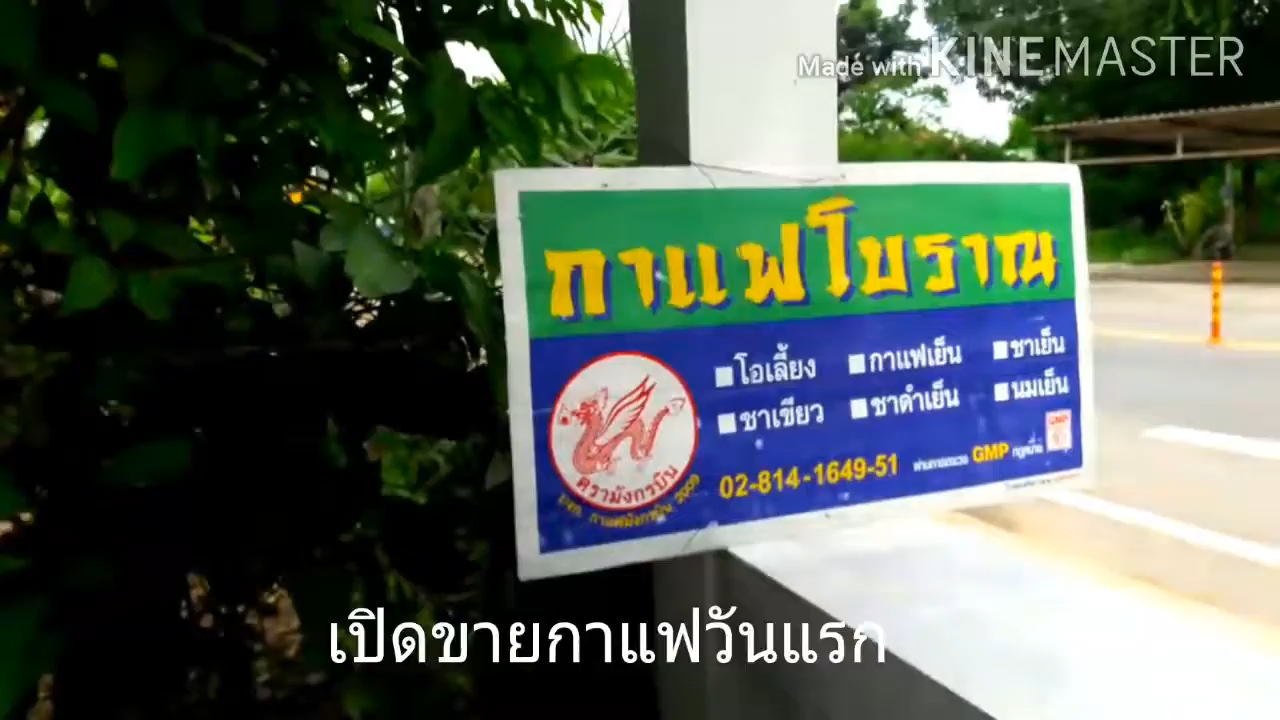 Made with KINEMASTER
กาแฟโบราณ
■โอเลี้ยง ■กาแฟเย็น ■ชาเย็น
■ชาเขียว ■ชาดำเย็น ■นมเย็น
ตรามังกรบิน
2009
02-814-1649-51 GMP
GMP
เปิดขายกาแฟวันแรก